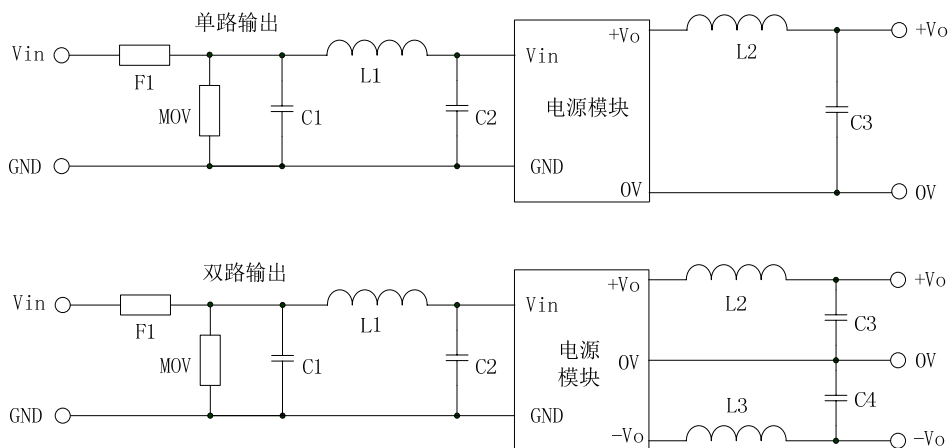 单路输出
Vin
F1
MOV
C1
L1
C2
GND
Vin
+Vo
电源模块
GND
0V
L2
C3
+Vo
0V
双路输出
Vin
F1
MOV
C1
L1
C2
GND
Vin
+Vo
电源
模块
0V
GND
-Vo
L2
C3
L3
C4
+Vo
0V
-Vo